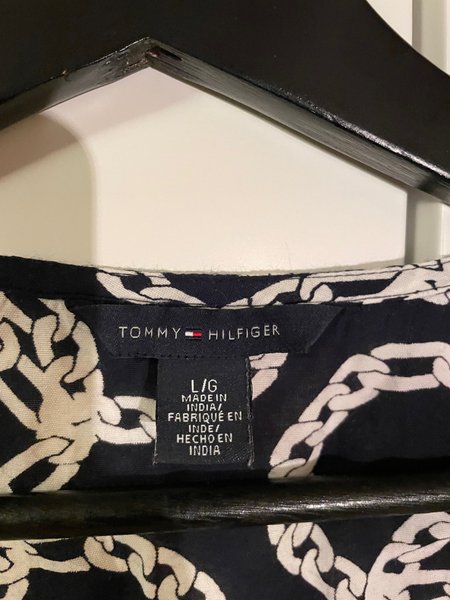 TOMMY HILFIGER
L/G
MADE IN
INDIA/
FABRIQUÉ EN
INDE/
HECHO EN
INDIA